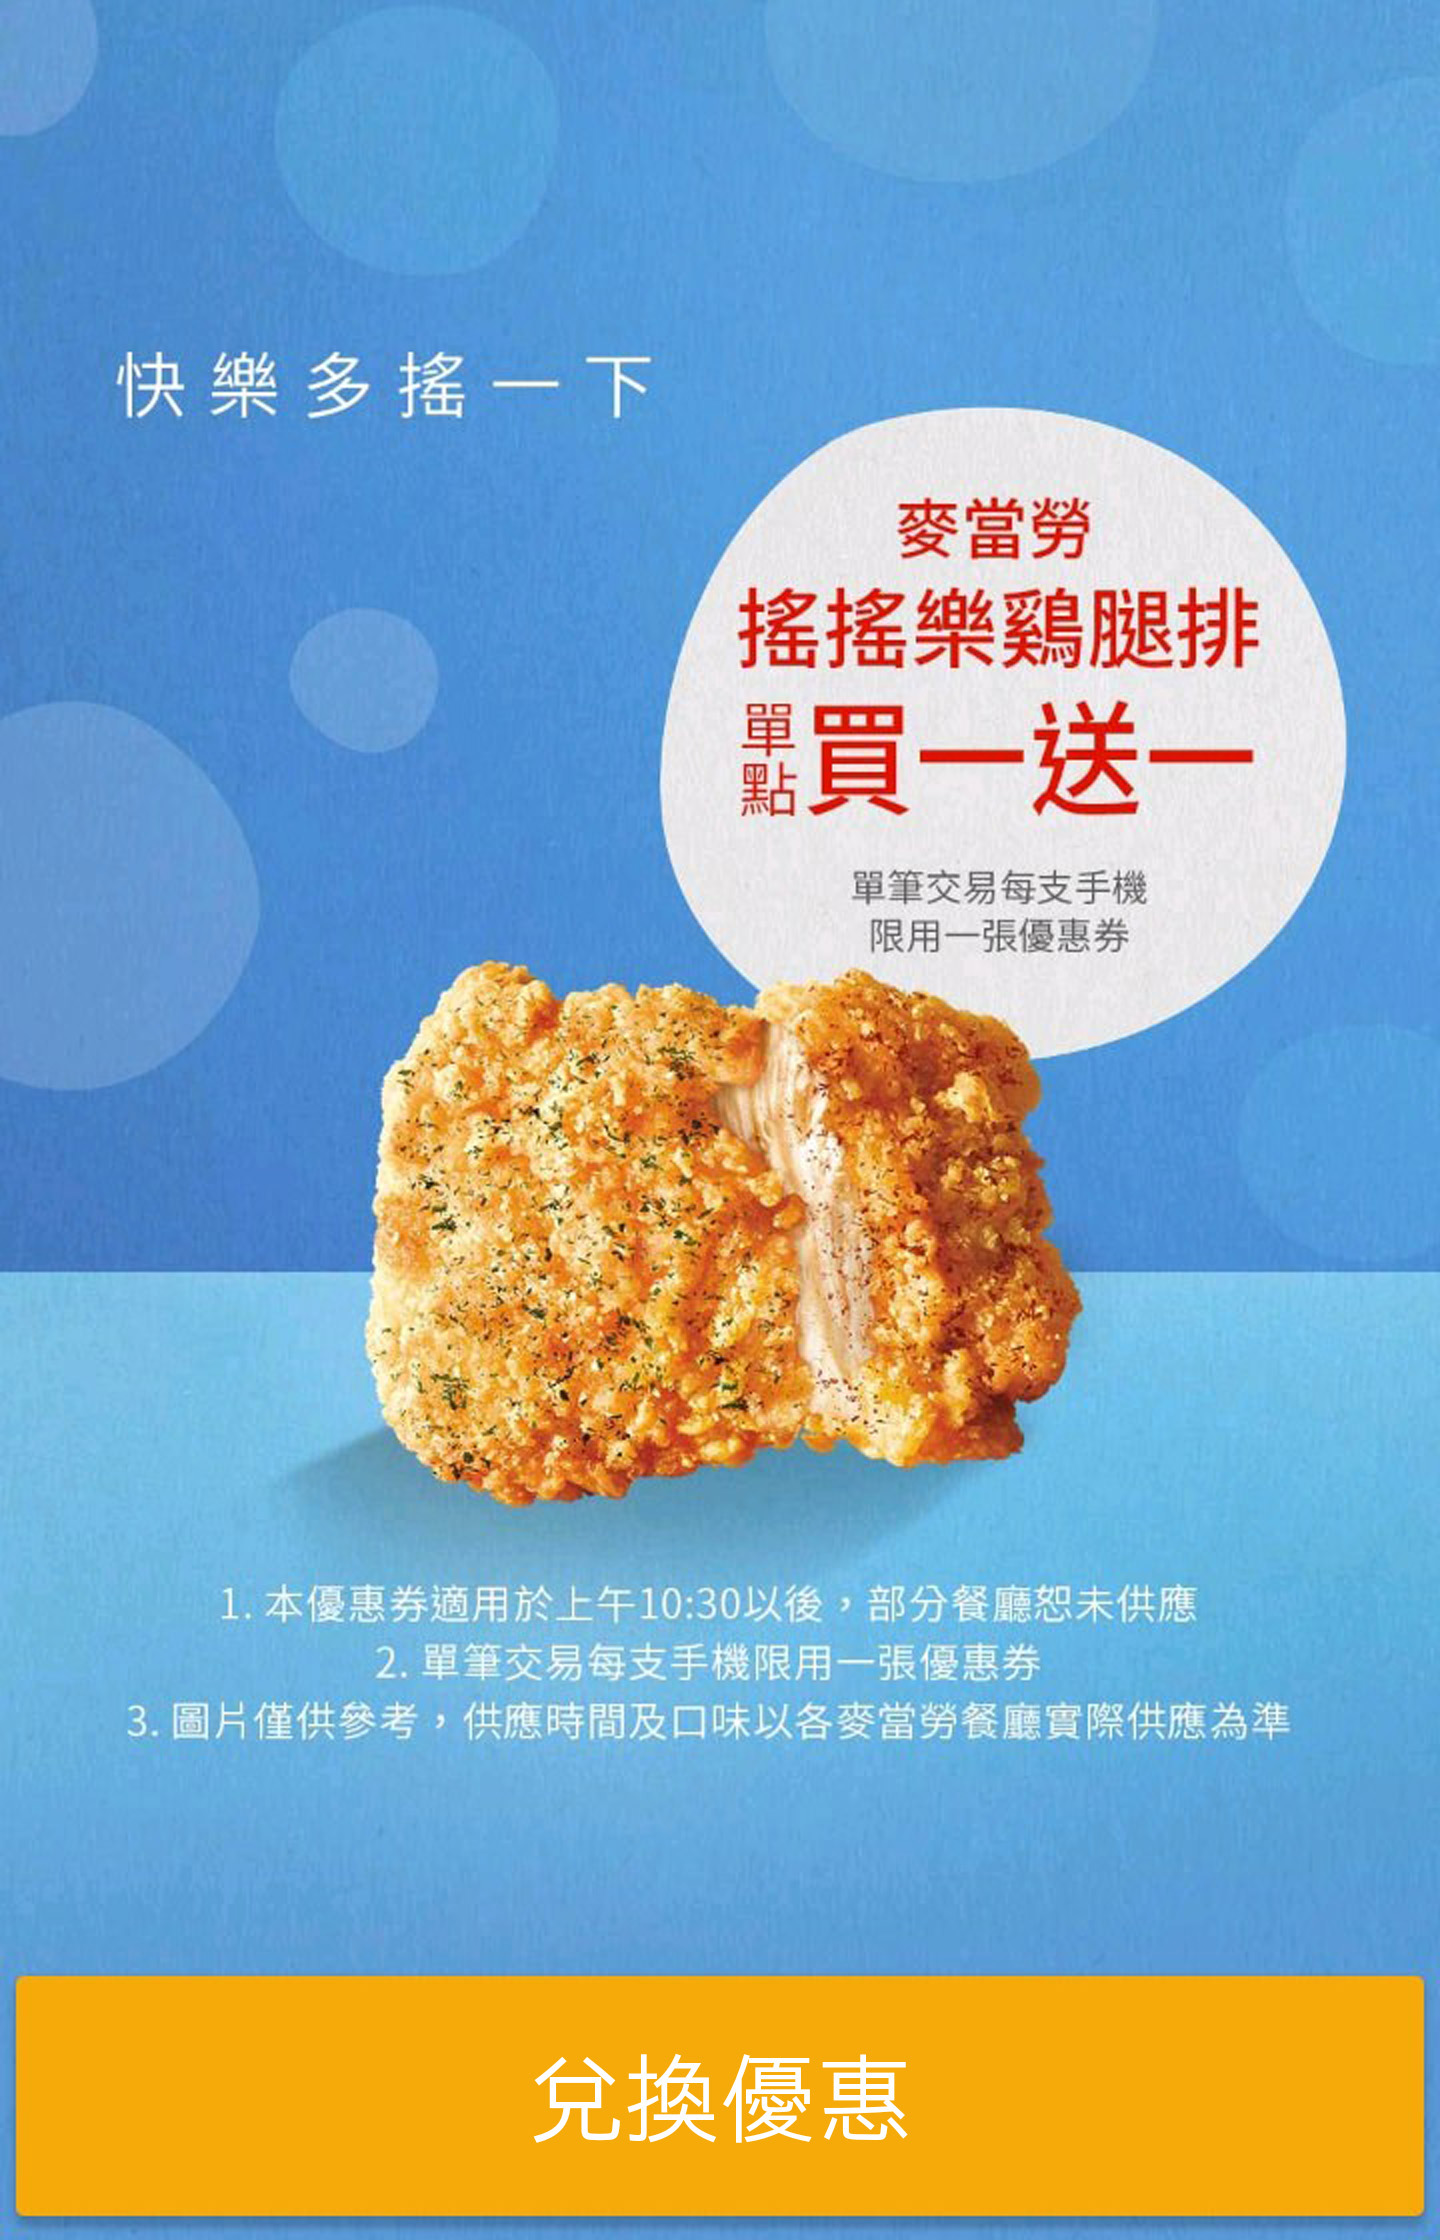 快樂多搖一下
麥當勞
搖搖樂鷄腿排
單點 買一送一
單筆交易每支手機
限用一張優惠券
1. 本優惠券適用於上午10:30以後，部分餐廳恕未供應
2. 單筆交易每支手機限用一張優惠券
3. 圖片僅供參考，供應時間及口味以各麥當勞餐廳實際供應為準
兌換優惠